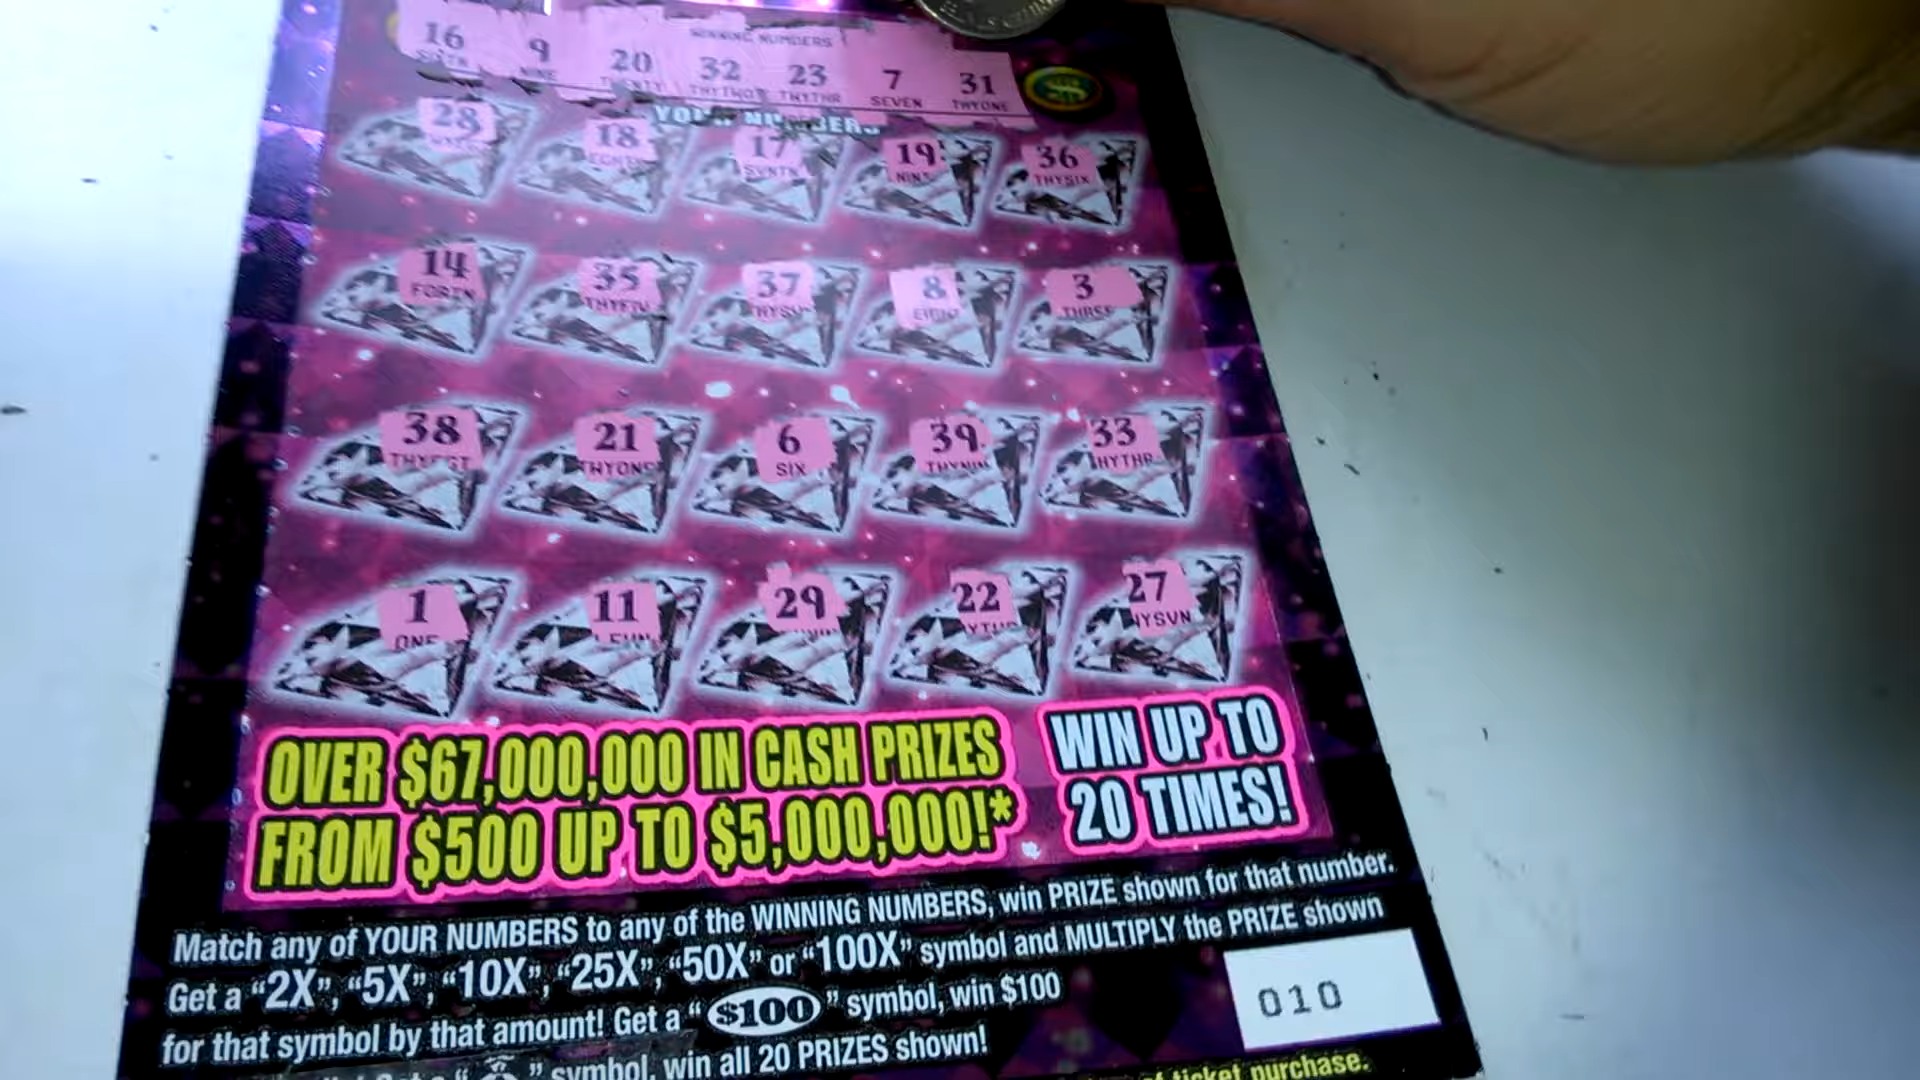 WINNING NUMBERS
16 9 20 32 23 7 31
SIXTN NINE TWENTY THYTWO THYTHR SEVEN THYONE
YOUR NUMBERS
28 18 17 19 36
SVNTN THYSIX
14 35 37 8 3
FORTN THREE
38 21 6 39 33
SIX
1 11 29 22 27
ONE
OVER $67,000,000 IN CASH PRIZES
FROM $500 UP TO $5,000,000!*
WIN UP TO
20 TIMES!
Match any of YOUR NUMBERS to any of the WINNING NUMBERS, win PRIZE shown for that number.
Get a "2X", "5X", "10X", "25X", "50X" or "100X" symbol and MULTIPLY the PRIZE shown
for that symbol by that amount! Get a "$100" symbol, win $100
" symbol, win all 20 PRIZES shown!
010
of ticket purchase.